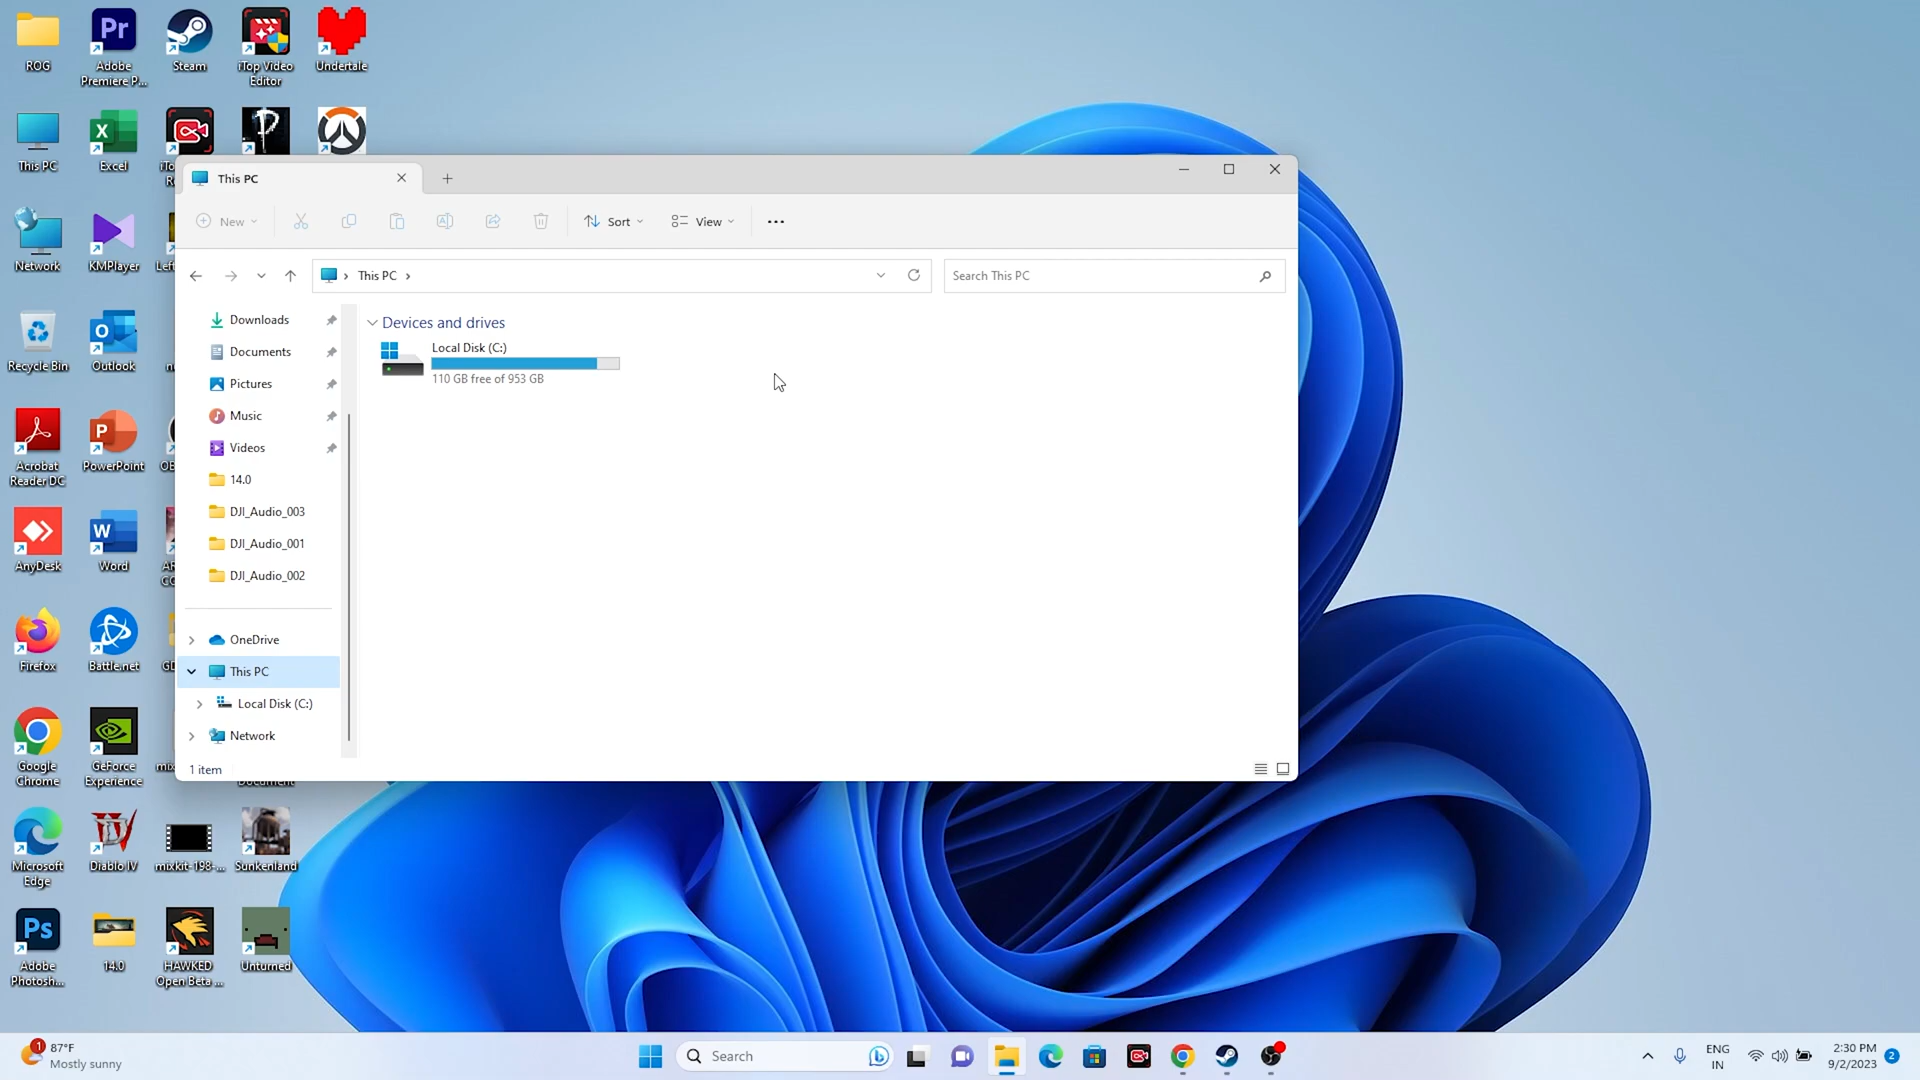 ROG
Adobe
Premiere P...
Steam
iTop Video
Editor
Undertale
This PC
Excel
Network
KMPlayer
Recycle Bin
Outlook
Acrobat
Reader DC
PowerPoint
AnyDesk
Word
Firefox
Battle.net
Google
Chrome
GeForce
Experience
Microsoft
Edge
Diablo IV
mixkit-198-...
Sunkenland
Adobe
Photosh...
14.0
HAWKED
Open Beta ...
Unturned
This PC
New
Sort
View
This PC
Search This PC
Downloads
Documents
Pictures
Music
Videos
14.0
DJI_Audio_003
DJI_Audio_001
DJI_Audio_002
OneDrive
This PC
Local Disk (C:)
Network
Devices and drives
Local Disk (C:)
110 GB free of 953 GB
1 item
1
87°F
Mostly sunny
Search
ENG
IN
2:30 PM
9/2/2023
2